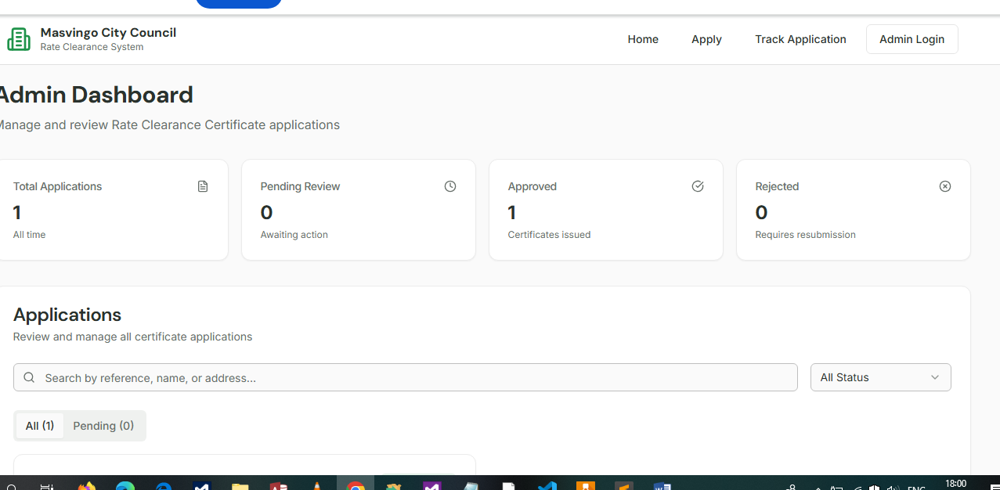 Masvingo City Council
Rate Clearance System
Home Apply Track Application Admin Login
Admin Dashboard
Manage and review Rate Clearance Certificate applications
Total Applications
1
All time
Pending Review
0
Awaiting action
Approved
1
Certificates issued
Rejected
0
Requires resubmission
Applications
Review and manage all certificate applications
Search by reference, name, or address...
All Status
All (1) Pending (0)
ENG
18:00